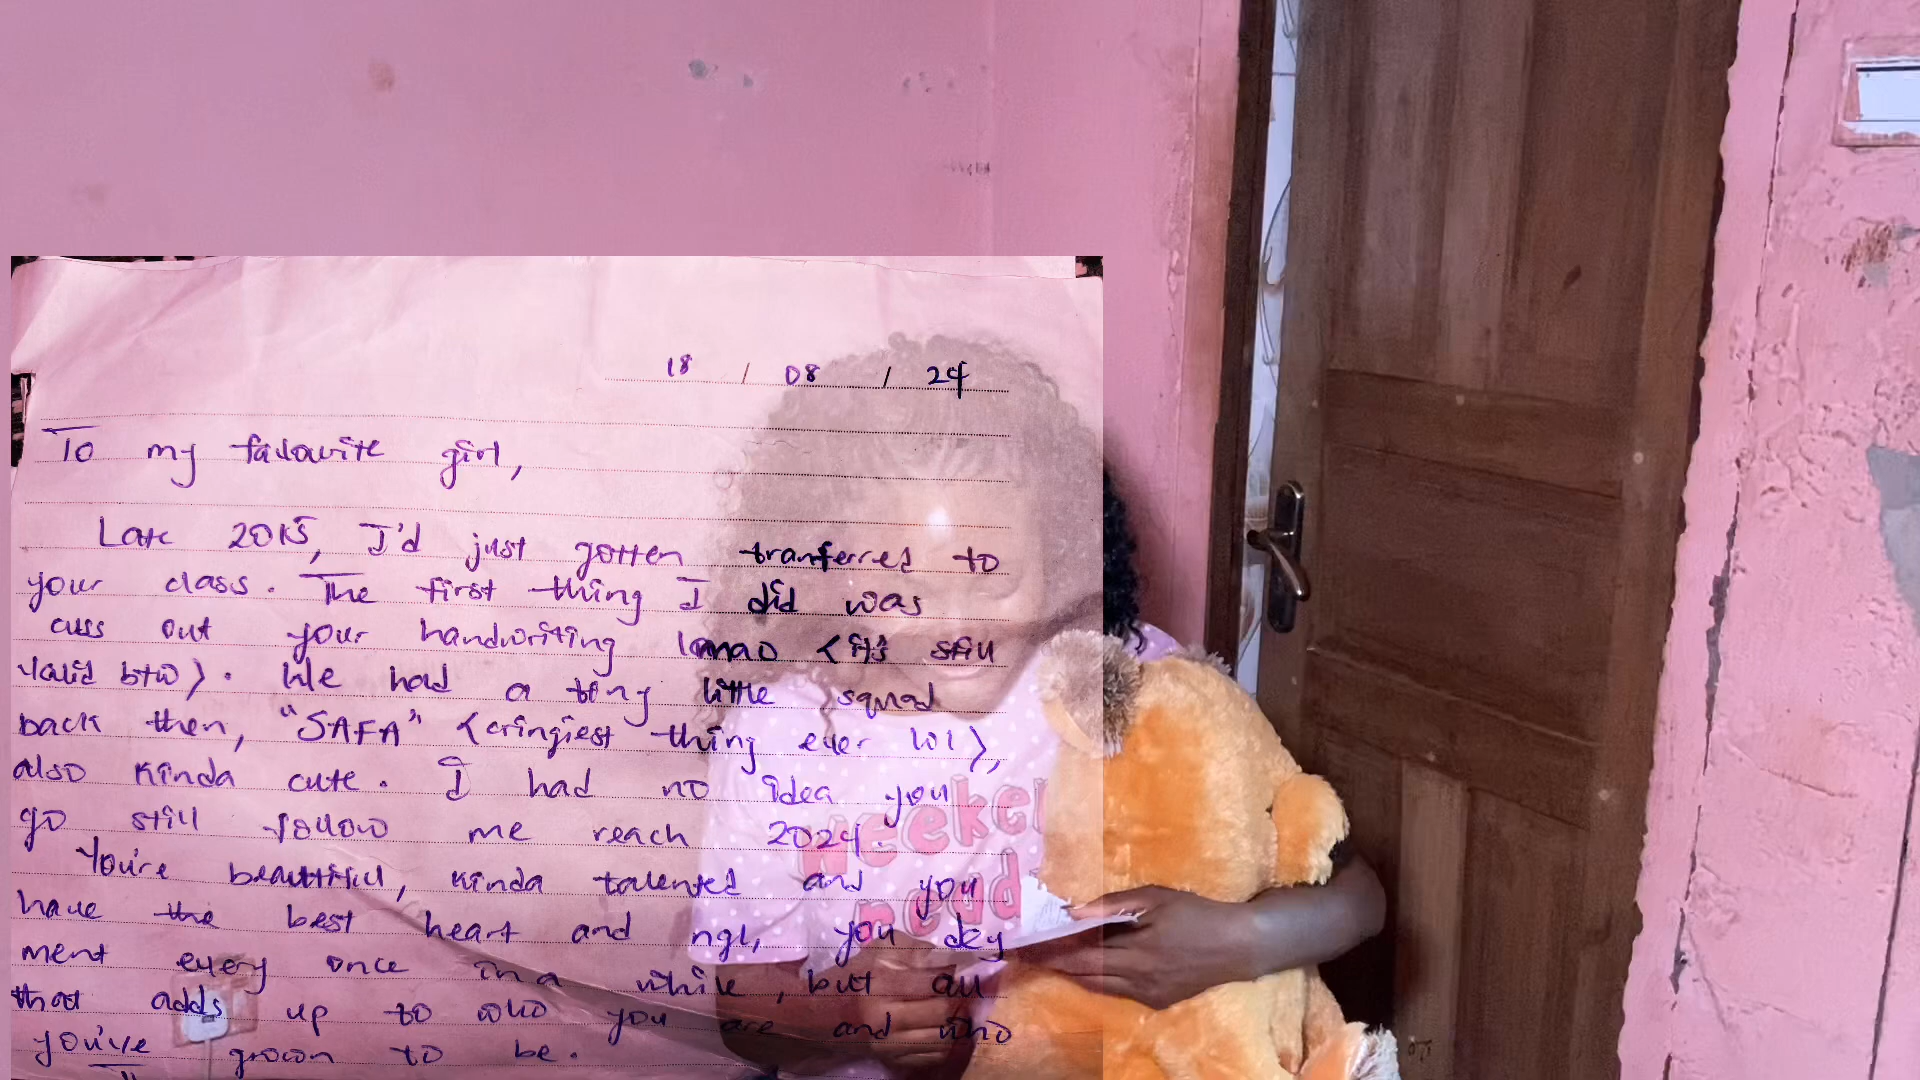 18 / 08 / 24
To my favourite girl,
Late 2015, I'd just gotten tranferred to
your class. The first thing I did was
cuss out your handwriting lmao <it's still
valid btw>. We had a tiny little squad
back then, "SAFA" <cringiest thing ever lol>,
also kinda cute. I had no idea you
go still follow me reach 2024.
You're beautiful, kinda talented and you
have the best heart and ngl, you dey
ment every once in a while, but all
that adds up to who you are and who
you've grown to be.